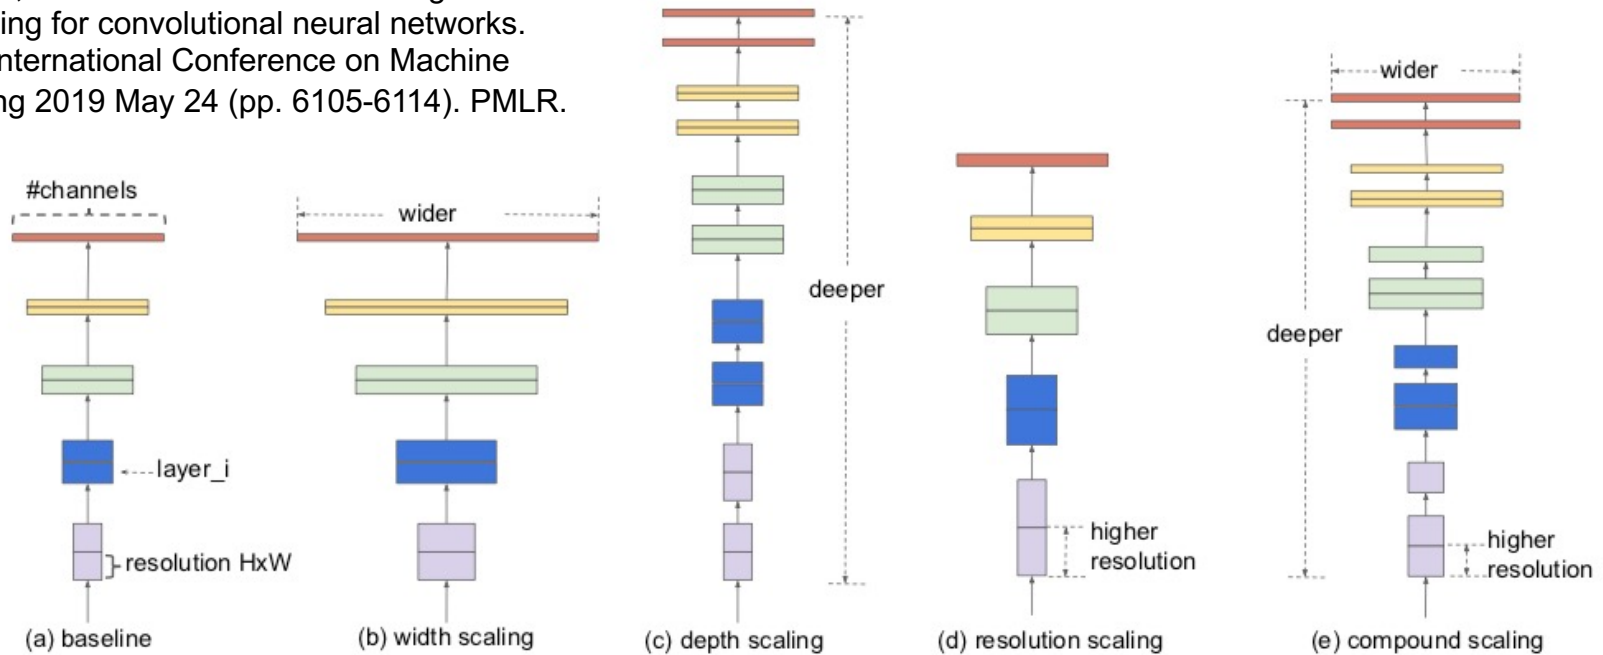 ing for convolutional neural networks.
nternational Conference on Machine
ng 2019 May 24 (pp. 6105-6114). PMLR.
#channels
layer_i
resolution HxW
(a) baseline
wider
(b) width scaling
deeper
(c) depth scaling
higher
resolution
(d) resolution scaling
wider
deeper
higher
resolution
(e) compound scaling